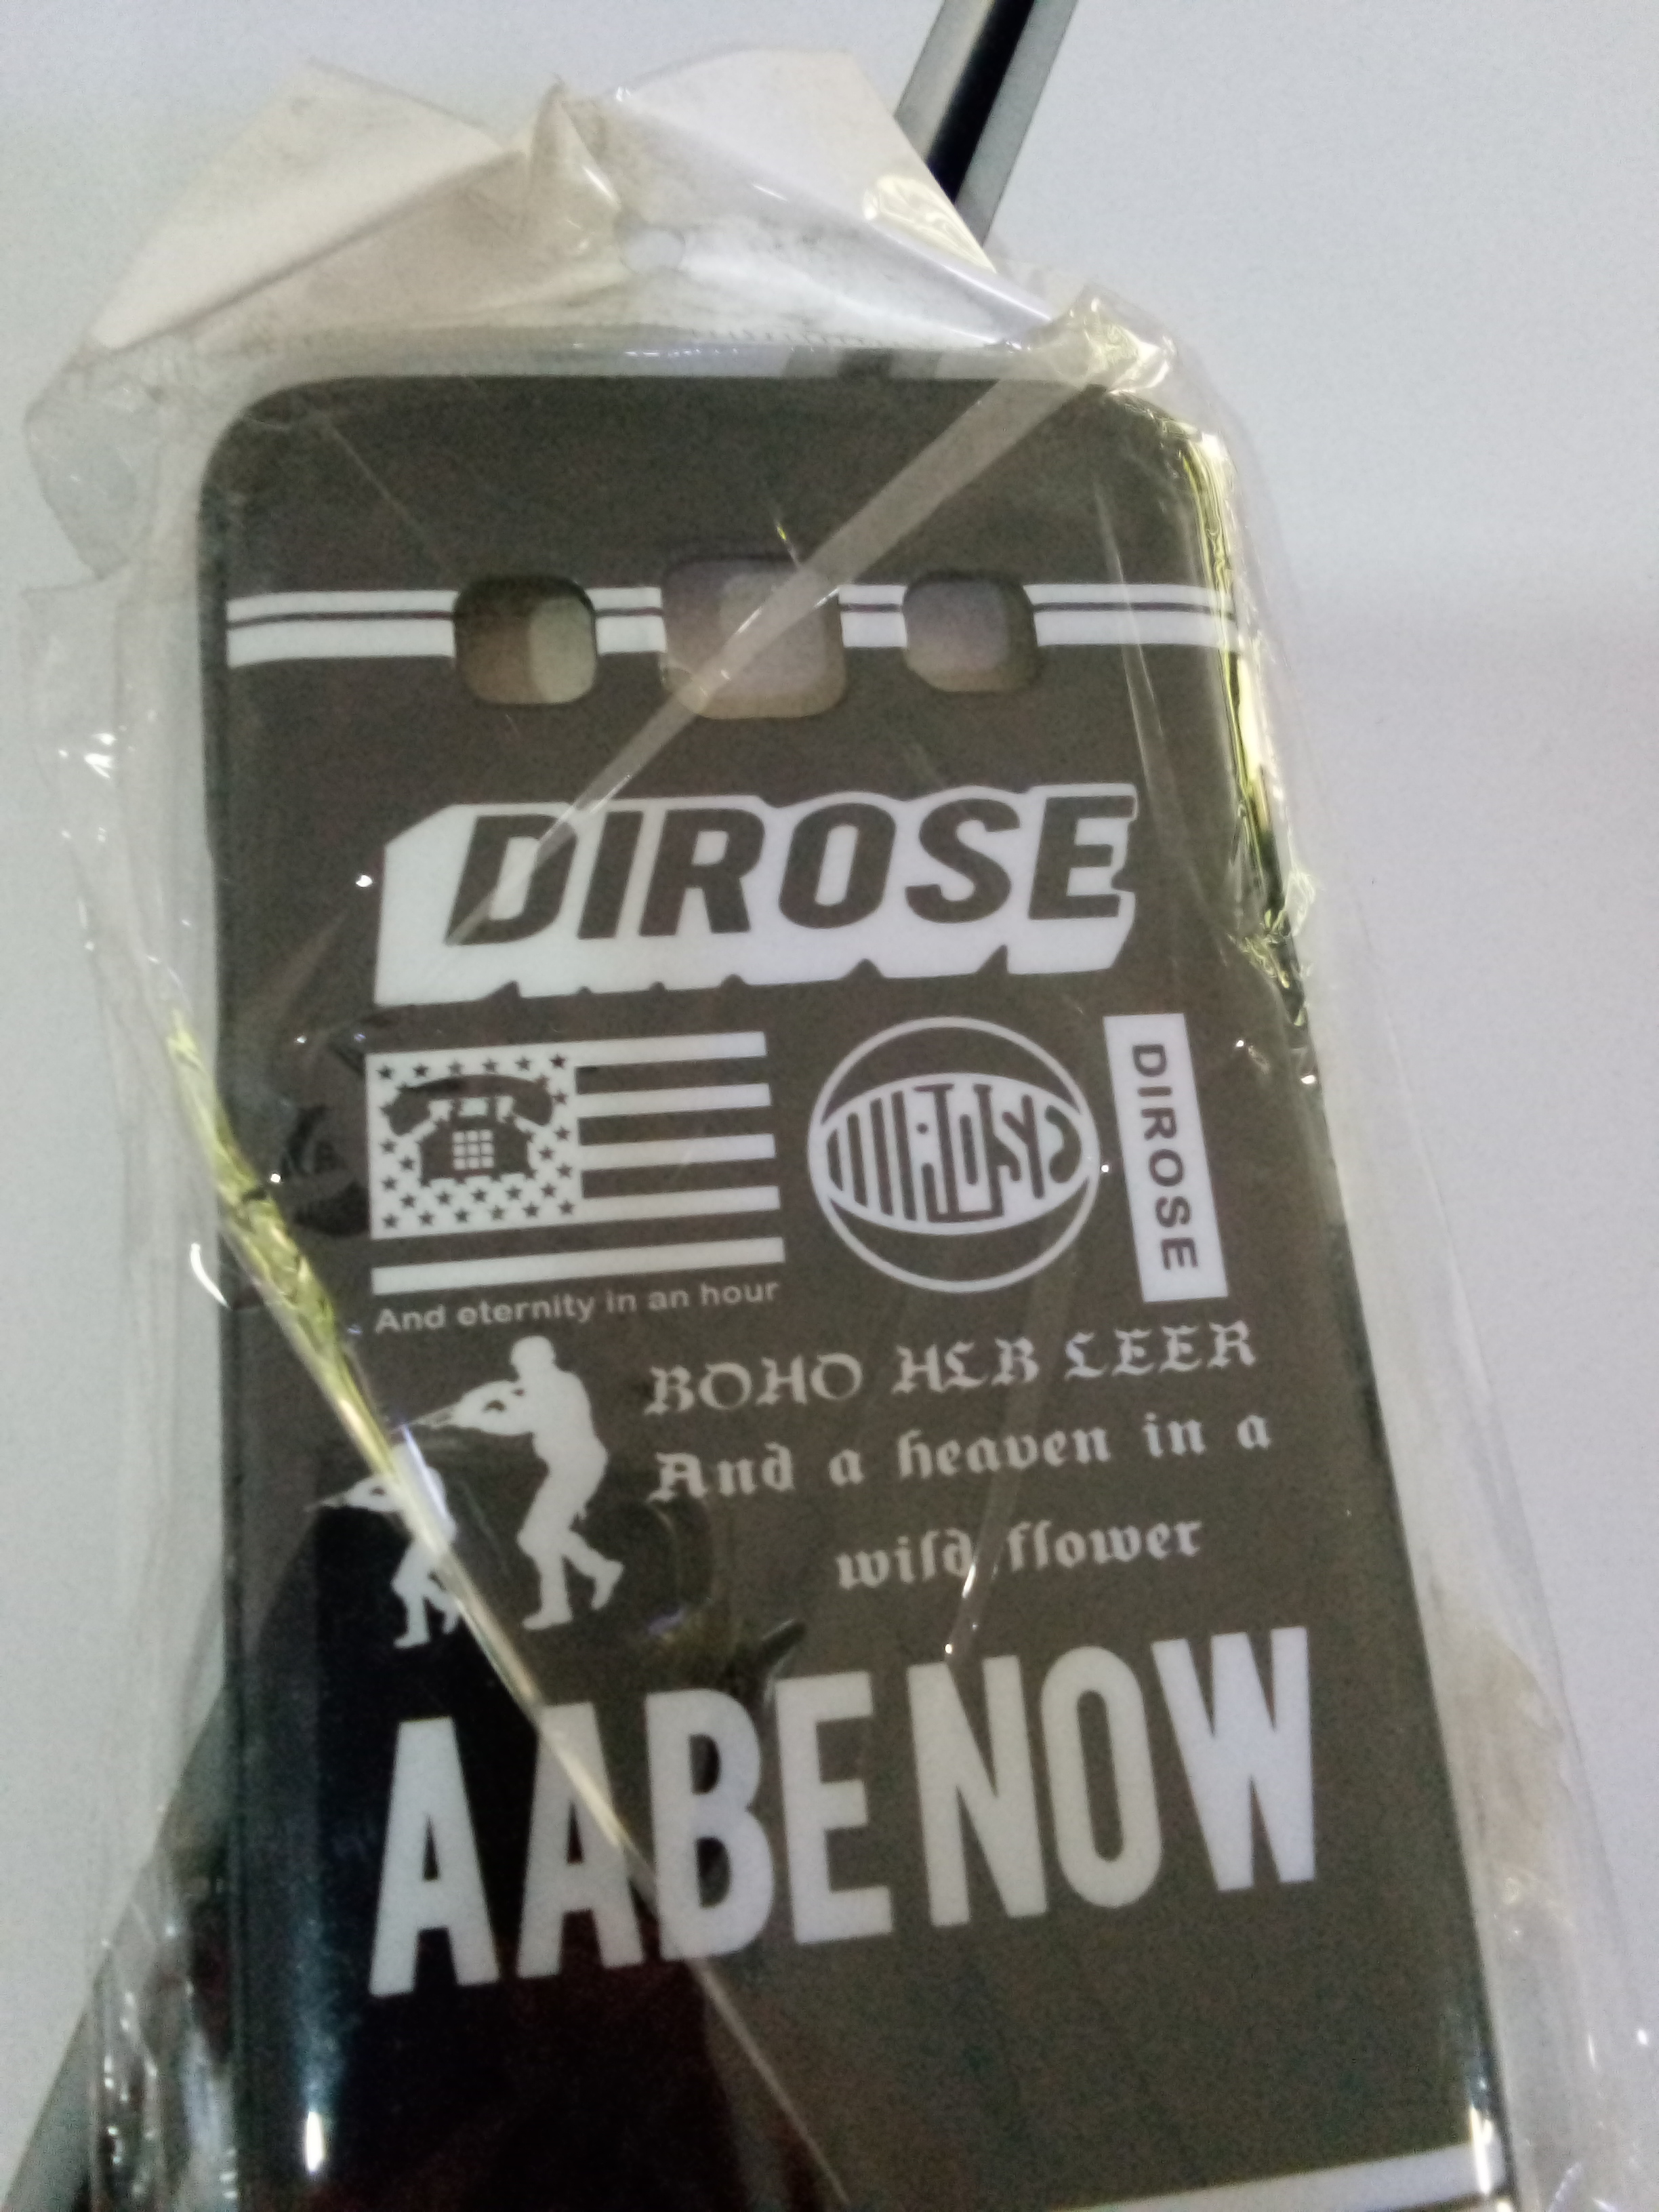 DIROSE
DIROSE
And eternity in an hour
BOHO HLB LEER
And a heaven in a
wild flower
AABE NOW